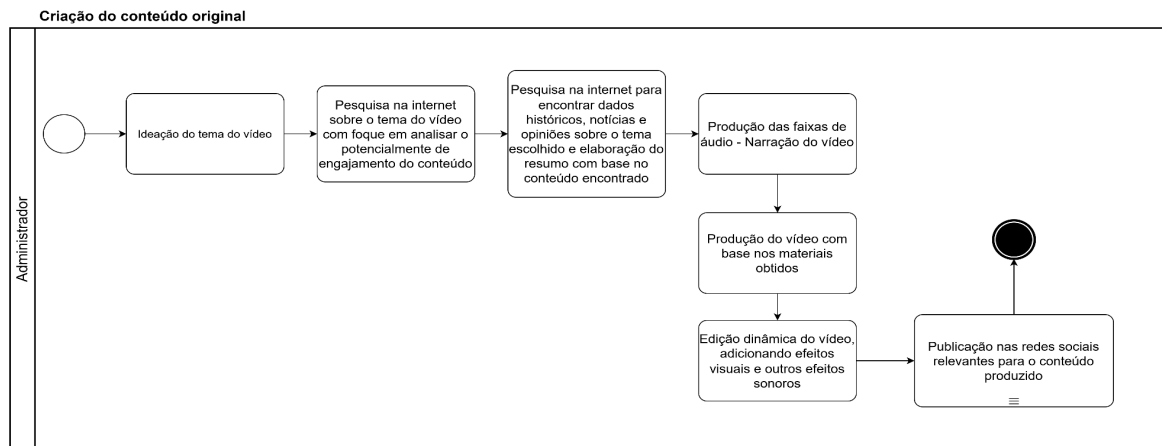 Criação do conteúdo original
Administrador
Ideação do tema do vídeo
Pesquisa na internet
sobre o tema do vídeo
com foque em analisar o
potencialmente de
engajamento do conteúdo
Pesquisa na internet para
encontrar dados
históricos, notícias e
opiniões sobre o tema
escolhido e elaboração do
resumo com base no
conteúdo encontrado
Produção das faixas de
áudio - Narração do vídeo
Produção do vídeo com
base nos materiais
obtidos
Edição dinâmica do vídeo,
adicionando efeitos
visuais e outros efeitos
sonoros
Publicação nas redes sociais
relevantes para o conteúdo
produzido